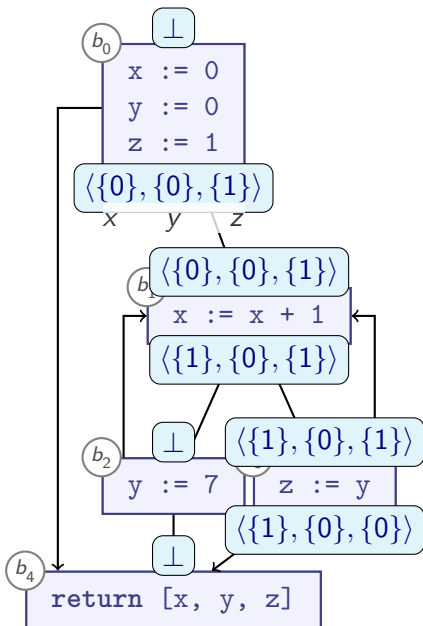 ⊥
b₀
x := 0
y := 0
z := 1
⟨{0}, {0}, {1}⟩
x y z
⟨{0}, {0}, {1}⟩
x := x + 1
⟨{1}, {0}, {1}⟩
⊥
⟨{1}, {0}, {1}⟩
b₂
y := 7
z := y
⟨{1}, {0}, {0}⟩
⊥
b₄
return [x, y, z]